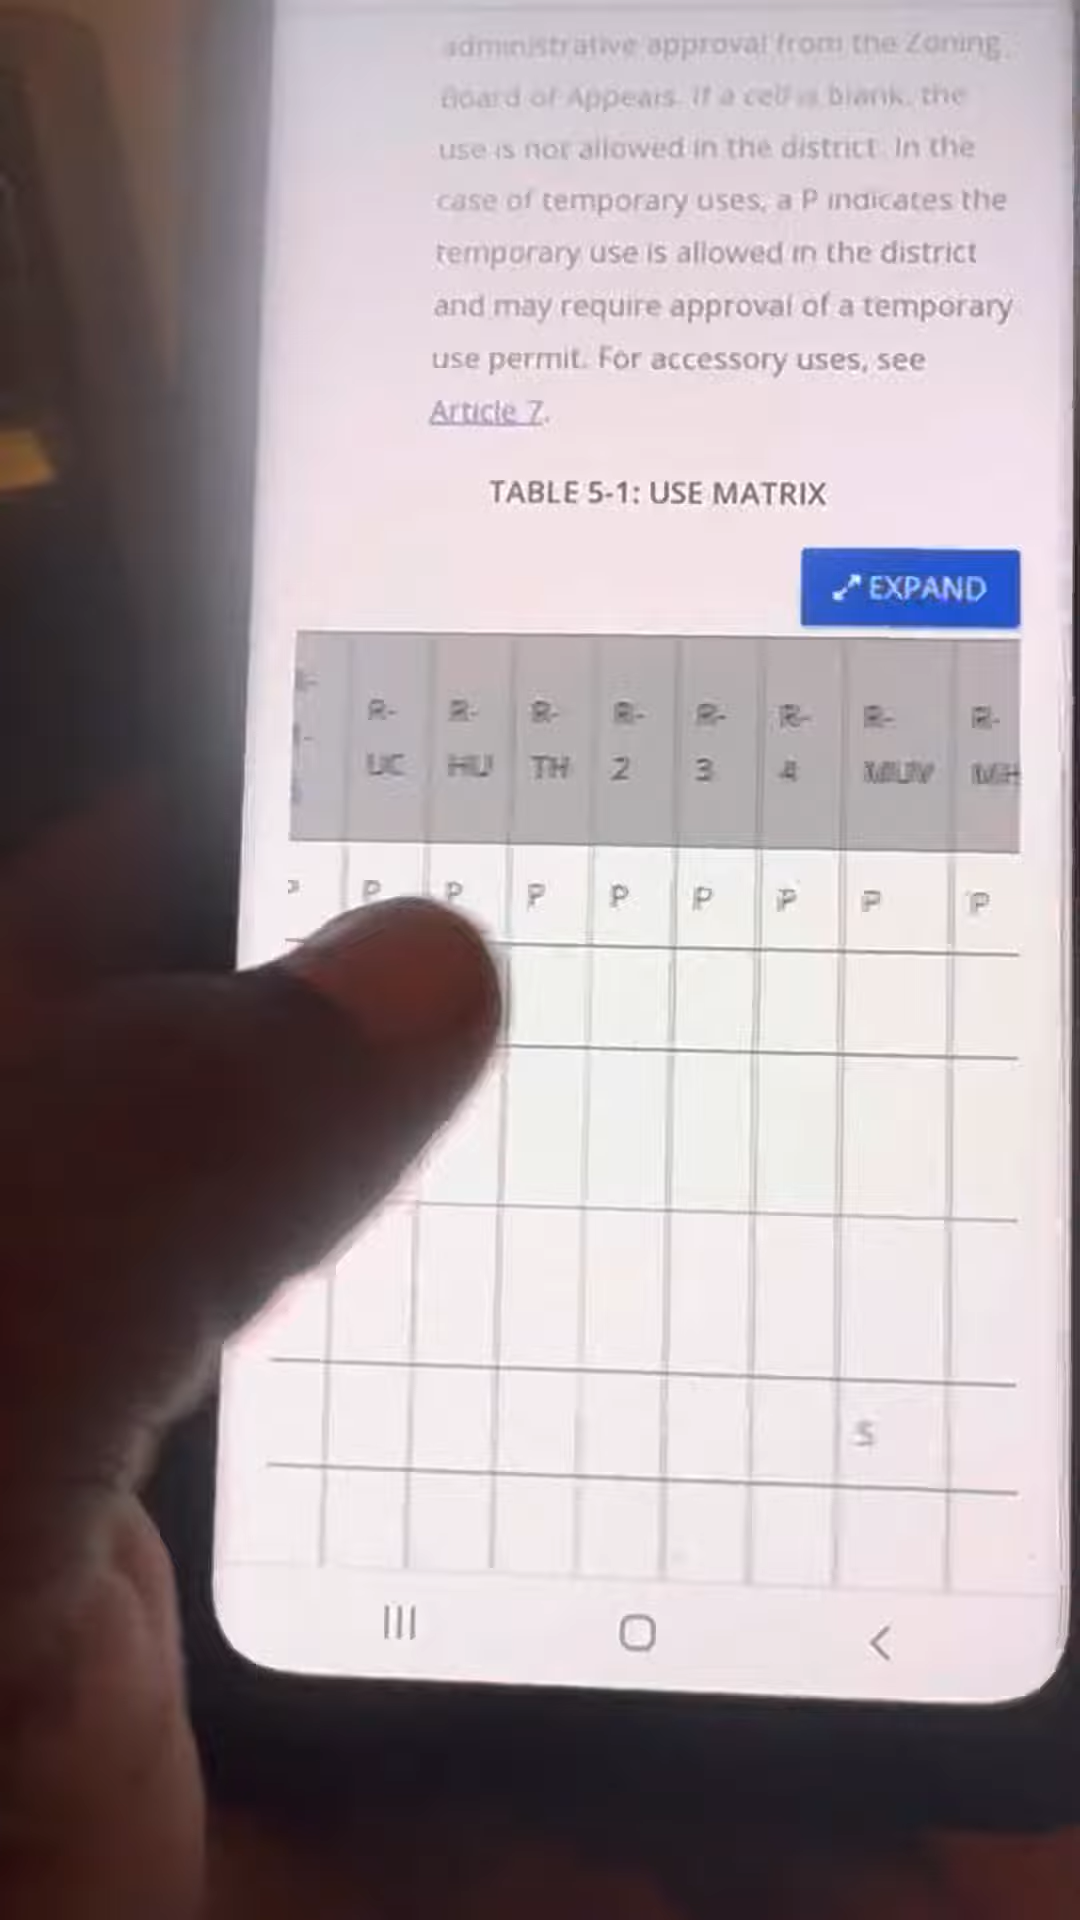 administrative approval from the Zoning
Board of Appeals. If a cell is blank, the
use is not allowed in the district. In the
case of temporary uses, a P indicates the
temporary use is allowed in the district
and may require approval of a temporary
use permit. For accessory uses, see
Article 7.
TABLE 5-1: USE MATRIX
EXPAND
R- R- R- R- R- R- R- R-
UC HU TH 2 3 4 MUV MH
P P P P P P P P P
S